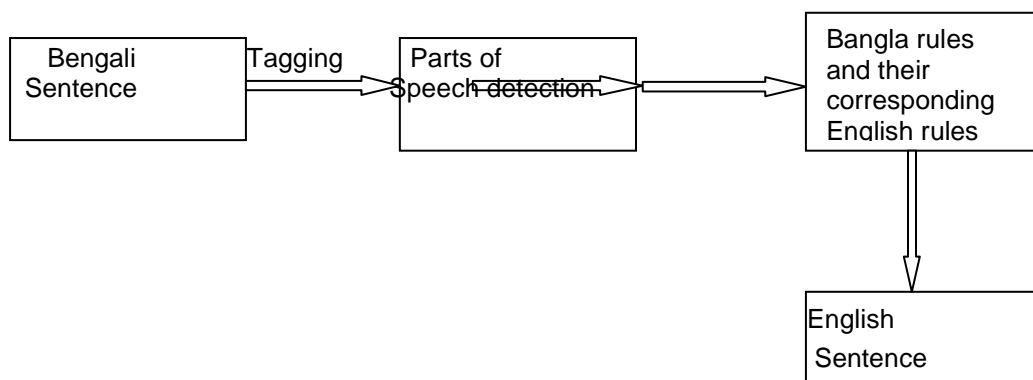 Bengali
Sentence
Tagging
Parts of
Speech detection
Bangla rules
and their
corresponding
English rules
English
Sentence